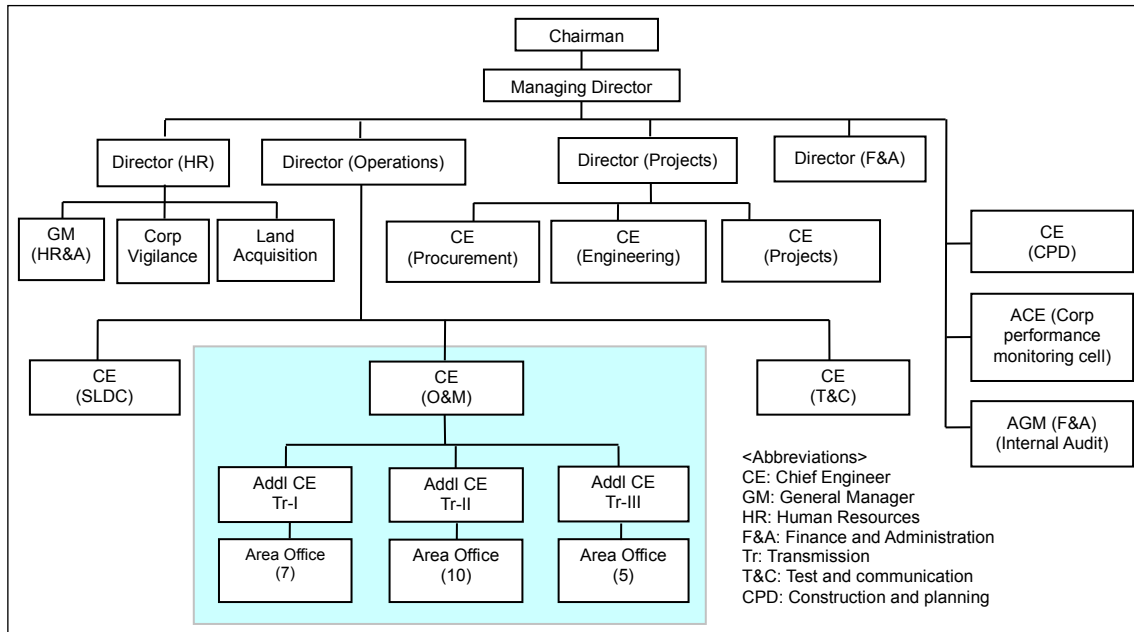 Chairman
Managing Director
Director (HR)
Director (Operations)
Director (Projects)
Director (F&A)
GM
(HR&A)
Corp
Vigilance
Land
Acquisition
CE
(Procurement)
CE
(Engineering)
CE
(Projects)
CE
(CPD)
ACE (Corp
performance
monitoring cell)
AGM (F&A)
(Internal Audit)
CE
(SLDC)
CE
(O&M)
CE
(T&C)
Addl CE
Tr-I
Addl CE
Tr-II
Addl CE
Tr-III
Area Office
(7)
Area Office
(10)
Area Office
(5)
<Abbreviations>
CE: Chief Engineer
GM: General Manager
HR: Human Resources
F&A: Finance and Administration
Tr: Transmission
T&C: Test and communication
CPD: Construction and planning